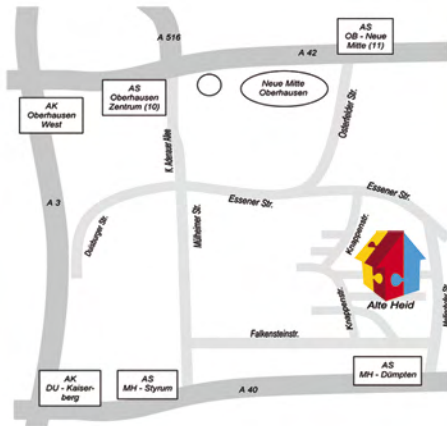 A 516
AS
OB - Neue
Mitte (11)
A 42
AS
Oberhausen
Zentrum (10)
Neue Mitte
Oberhausen
AK
Oberhausen
West
K. Adenauer Allee
Osterfelder Str.
A 3
Duisburger Str.
Mülheimer Str.
Essener Str.
Essener Str.
Knappenstr.
Alte Heid
Knappenstr.
Falkensteinstr.
AK
DU - Kaiser-
berg
AS
MH - Styrum
A 40
AS
MH - Dümpten